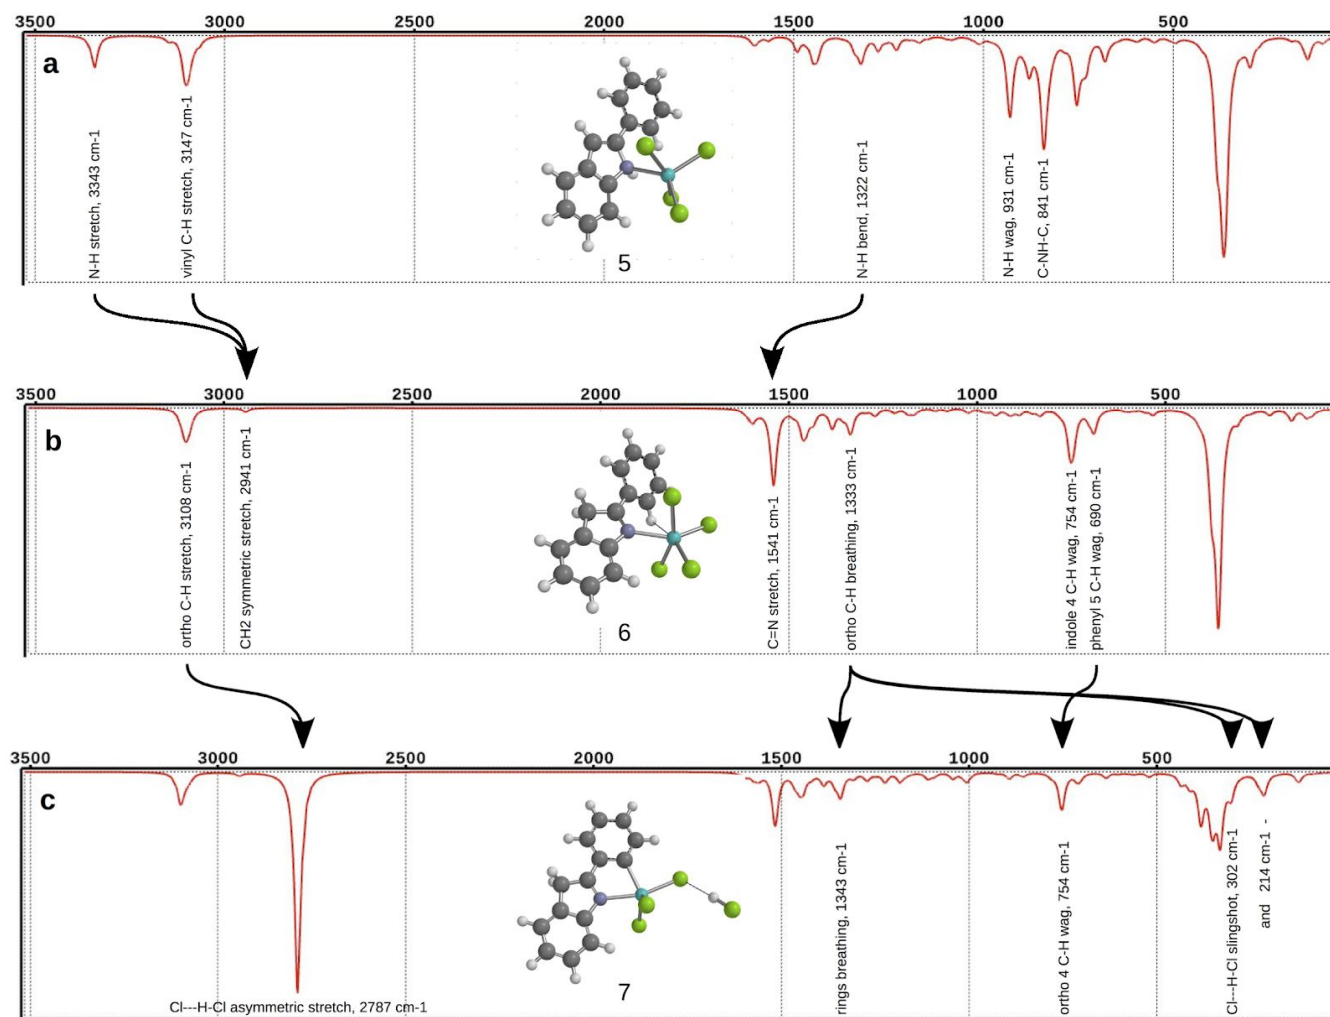 3500 3000 2500 2000 1500 1000 500
a
N-H stretch, 3343 cm-1
vinyl C-H stretch, 3147 cm-1
5
N-H bend, 1322 cm-1
N-H wag, 931 cm-1
C-NH-C, 841 cm-1
3500 3000 2500 2000 1500 1000 500
b
ortho C-H stretch, 3108 cm-1
CH2 symmetric stretch, 2941 cm-1
6
C=N stretch, 1541 cm-1
ortho C-H breathing, 1333 cm-1
indole 4 C-H wag, 754 cm-1
phenyl 5 C-H wag, 690 cm-1
3500 3000 2500 2000 1500 1000 500
c
Cl---H-Cl asymmetric stretch, 2787 cm-1
7
rings breathing, 1343 cm-1
ortho 4 C-H wag, 754 cm-1
Cl---H-Cl slingshot, 302 cm-1
and 214 cm-1 -